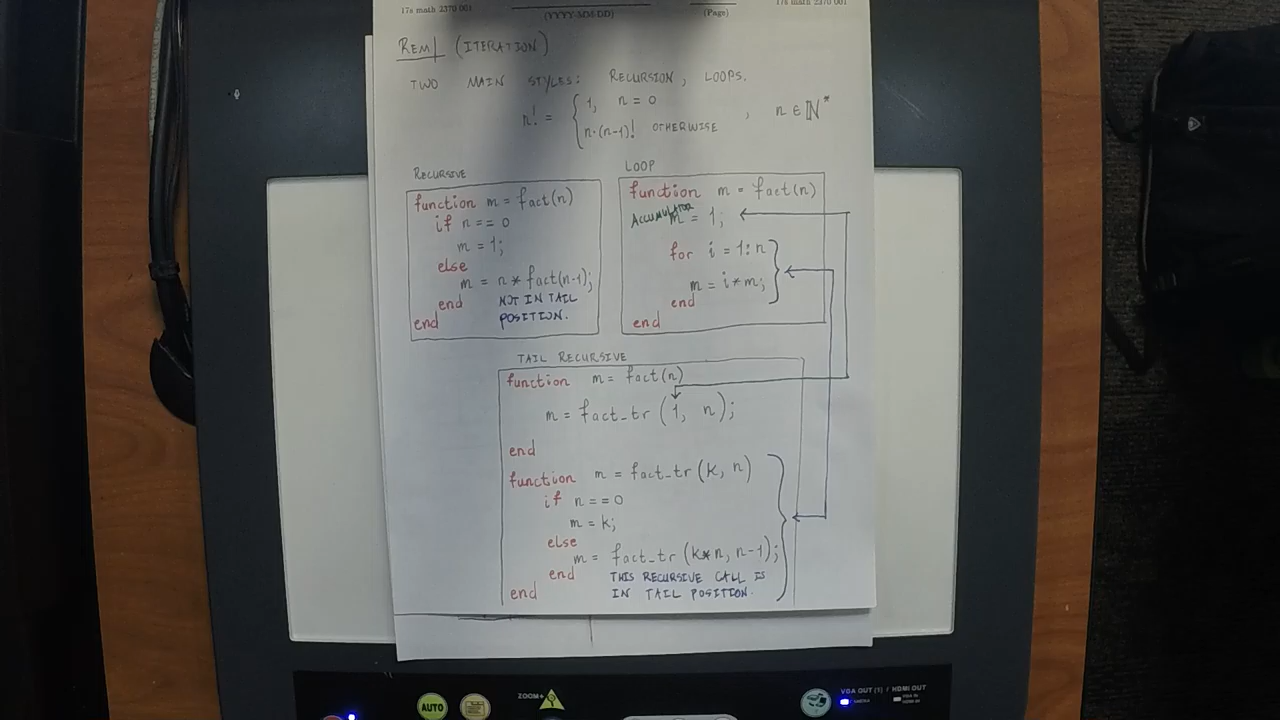 17s math 2370 001
(YYYY-MM-DD)
(Page)
17s math 2370 001
REM (ITERATION)
TWO MAIN STYLES: RECURSION, LOOPS.
n! = { 1, n = 0
n·(n-1)! OTHERWISE , n ∈ ℕ*
RECURSIVE
function m = fact(n)
if n == 0
m = 1;
else
m = n * fact(n-1);
end NOT IN TAIL
POSITION.
end
LOOP
function m = fact(n)
ACCUMULATOR
m = 1;
for i = 1:n
m = i*m;
end
end
TAIL RECURSIVE
function m = fact(n)
m = fact_tr (1, n);
end
function m = fact_tr(k, n)
if n == 0
m = k;
else
m = fact_tr(k*n, n-1);
end THIS RECURSIVE CALL IS
end IN TAIL POSITION.
AUTO
ZOOM+
VGA OUT (1) / HDMI OUT